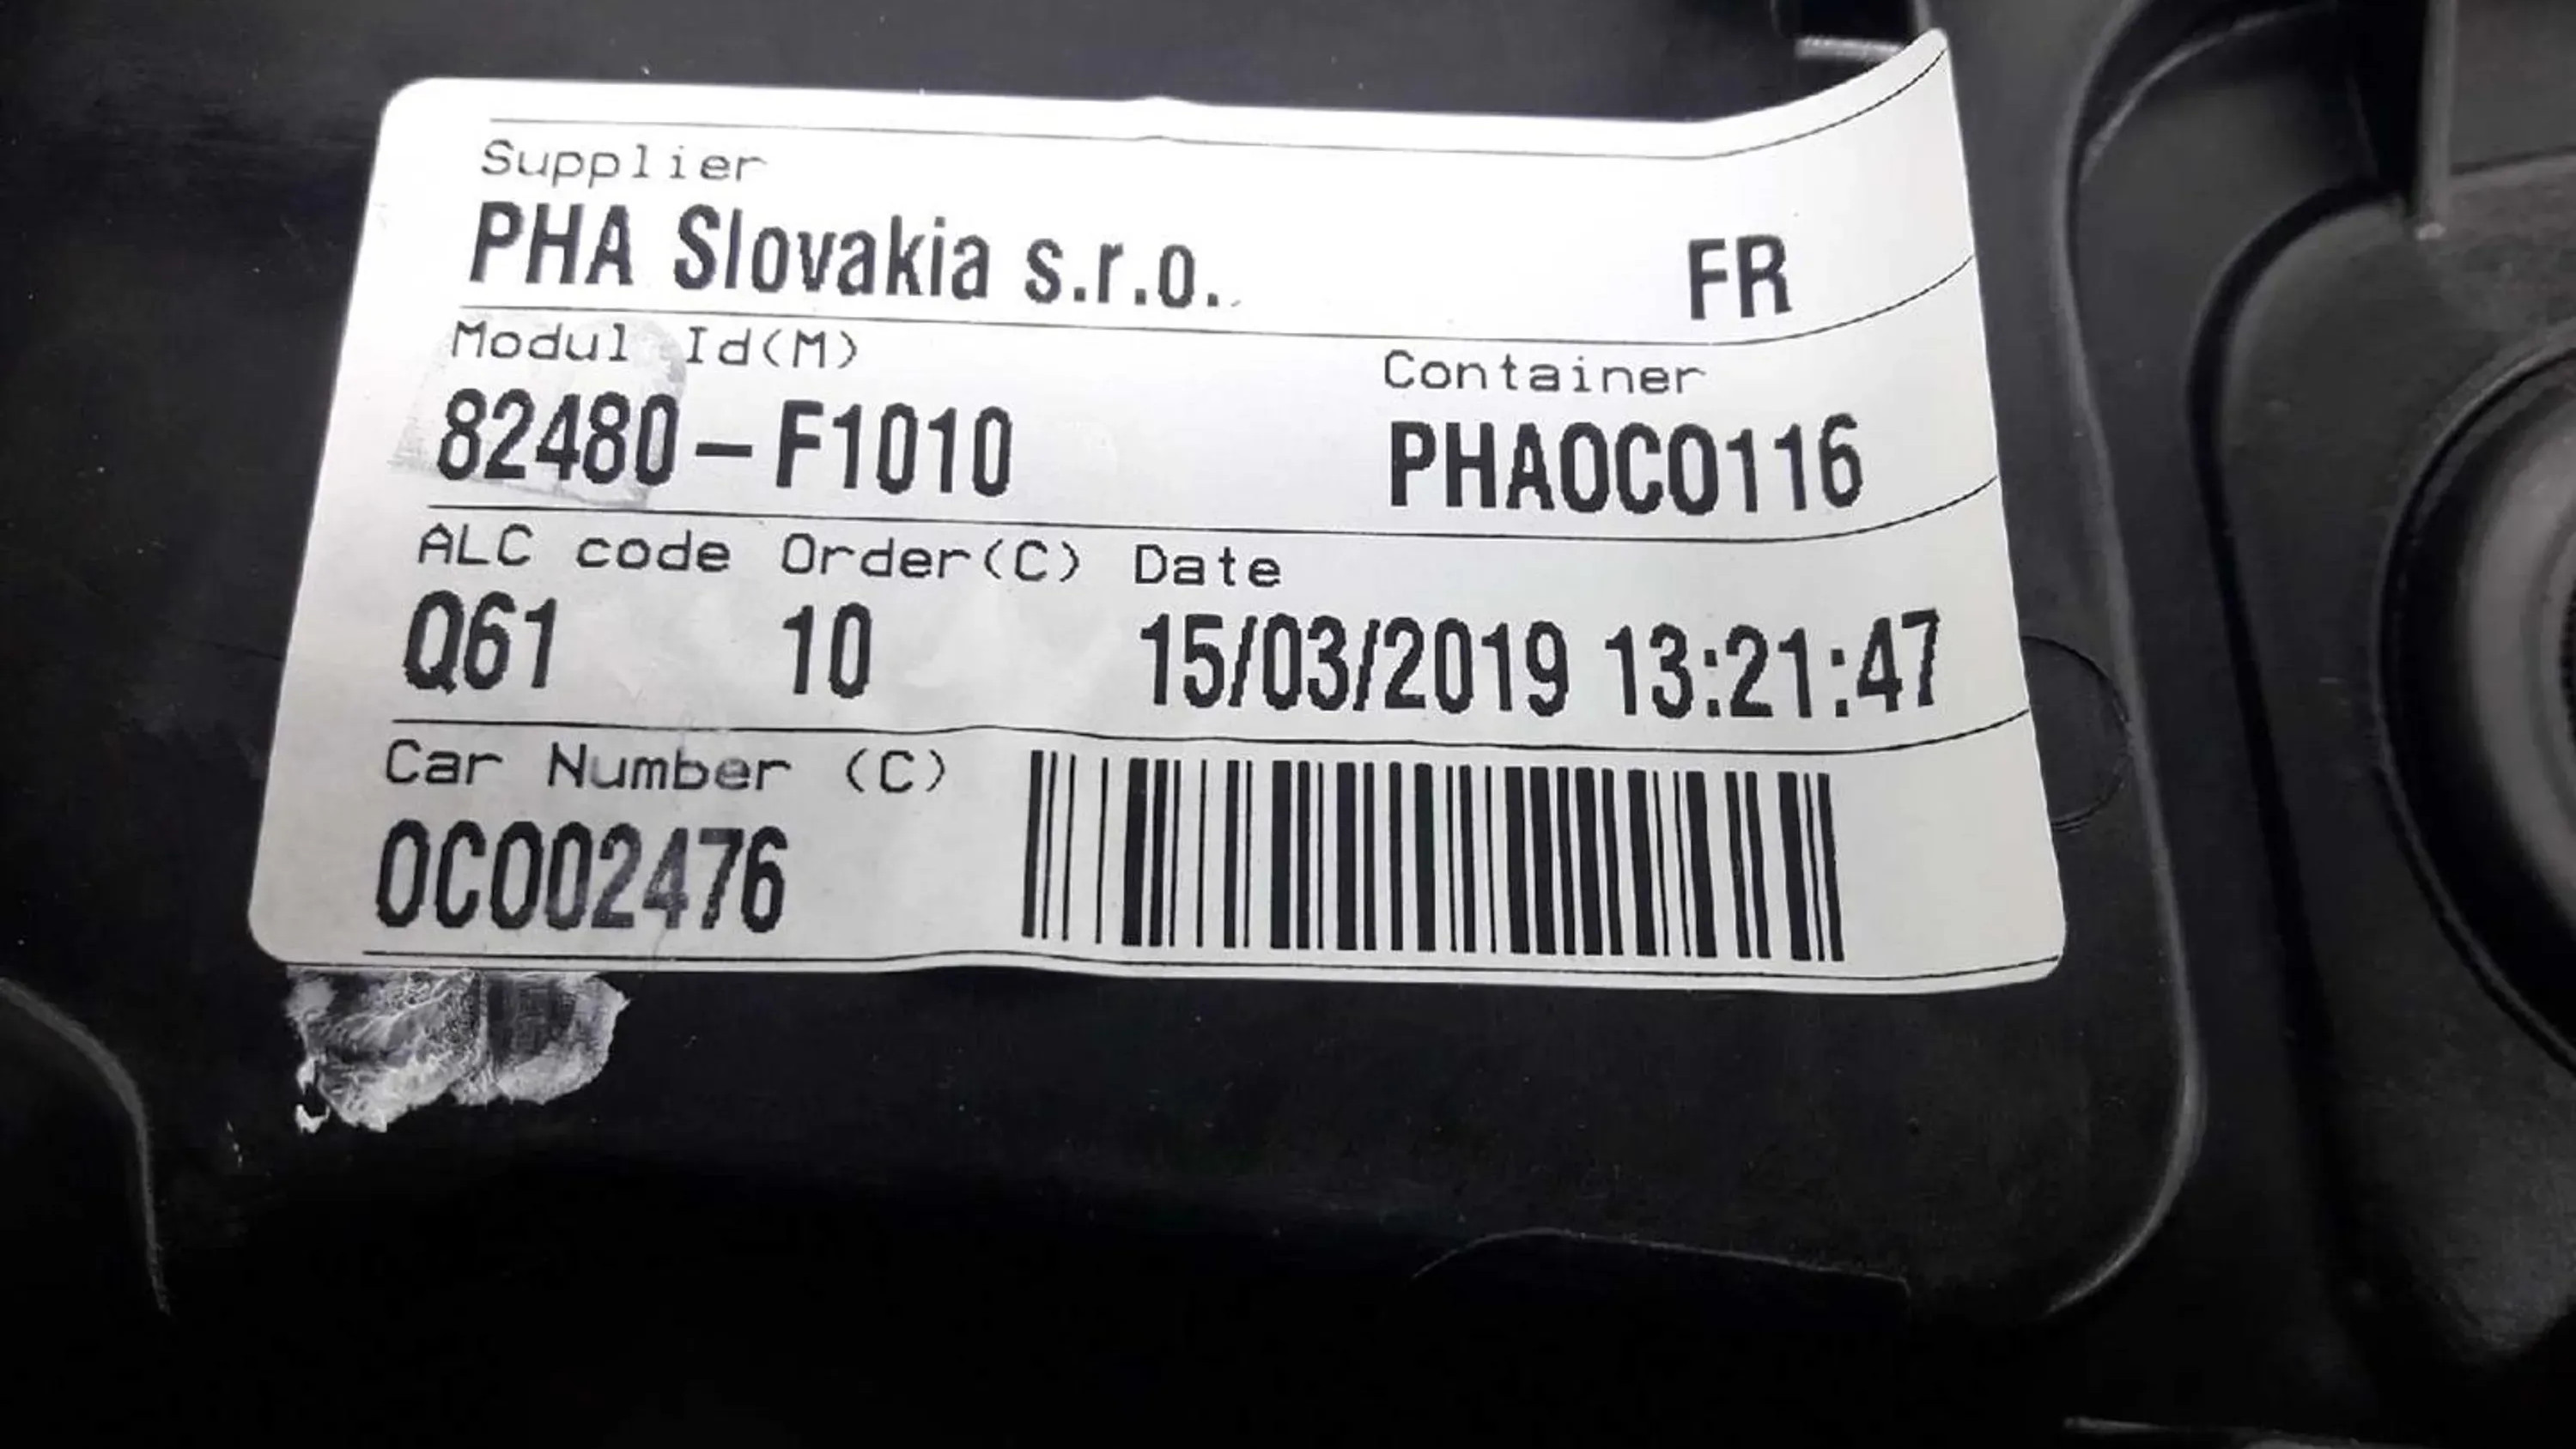 Supplier
PHA Slovakia s.r.o. FR
Modul Id(M) Container
82480-F1010 PHA0C0116
ALC code Order(C) Date
Q61 10 15/03/2019 13:21:47
Car Number (C)
0C002476